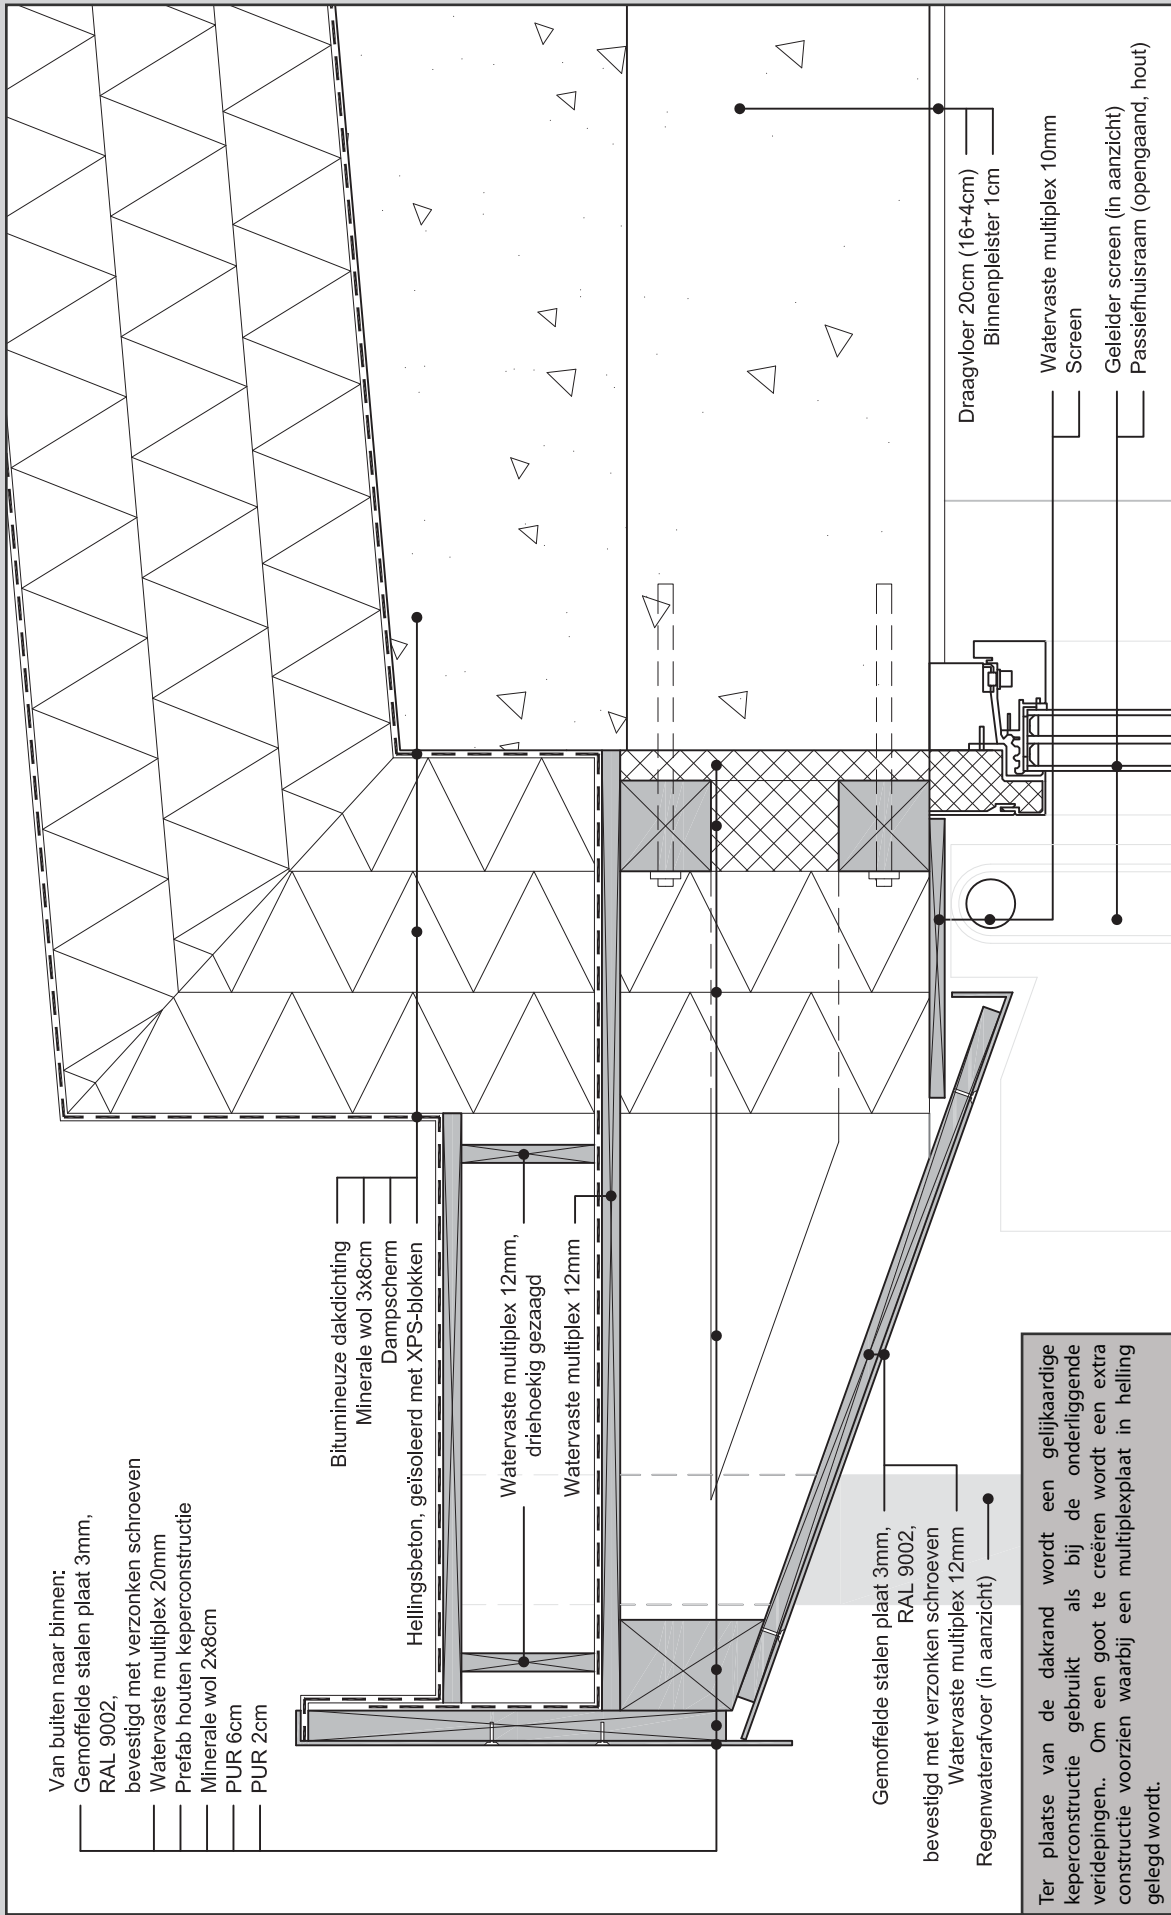 Van buiten naar binnen:
Gemoffelde stalen plaat 3mm,
RAL 9002,
bevestigd met verzonken schroeven
Watervaste multiplex 20mm
Prefab houten keperconstructie
Minerale wol 2x8cm
PUR 6cm
PUR 2cm
Bitumineuze dakdichting
Minerale wol 3x8cm
Dampscherm
Hellingsbeton, geïsoleerd met XPS-blokken
Watervaste multiplex 12mm,
driehoekig gezaagd
Watervaste multiplex 12mm
Gemoffelde stalen plaat 3mm,
RAL 9002,
bevestigd met verzonken schroeven
Watervaste multiplex 12mm
Regenwaterafvoer (in aanzicht)
Draagvloer 20cm (16+4cm)
Binnenpleister 1cm
Watervaste multiplex 10mm
Screen
Geleider screen (in aanzicht)
Passiefhuisraam (opengaand, hout)
Ter plaatse van de dakrand wordt een gelijkaardige
keperconstructie gebruikt als bij de onderliggende
veridepingen.. Om een goot te creëren wordt een extra
constructie voorzien waarbij een multiplexplaat in helling
gelegd wordt.